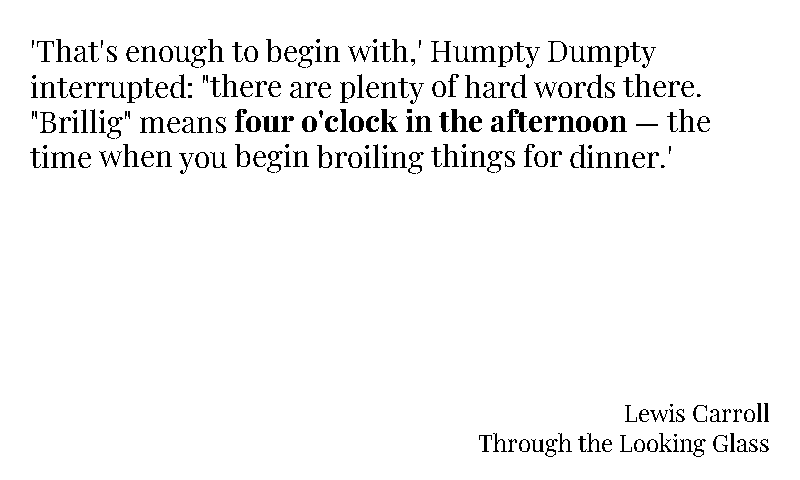 'That's enough to begin with,' Humpty Dumpty
interrupted: "there are plenty of hard words there.
"Brillig" means four o'clock in the afternoon — the
time when you begin broiling things for dinner.'
Lewis Carroll
Through the Looking Glass